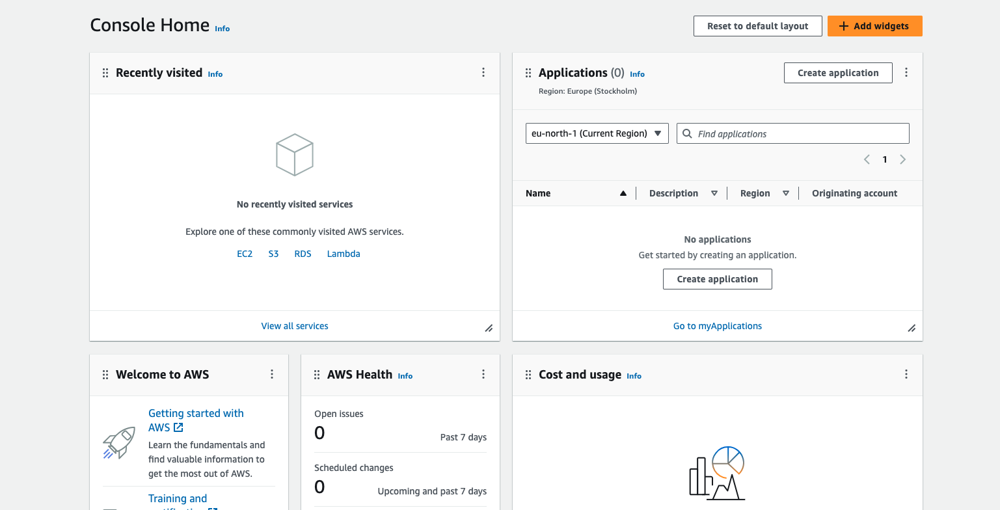 Console Home Info
Reset to default layout
Add widgets
Recently visited Info
No recently visited services
Explore one of these commonly visited AWS services.
EC2 S3 RDS Lambda
View all services
Applications (0) Info
Region: Europe (Stockholm)
Create application
eu-north-1 (Current Region)
Find applications
1
Name Description Region Originating account
No applications
Get started by creating an application.
Create application
Go to myApplications
Welcome to AWS
Getting started with
AWS
Learn the fundamentals and
find valuable information to
get the most out of AWS.
Training and
AWS Health Info
Open issues
0 Past 7 days
Scheduled changes
0 Upcoming and past 7 days
Cost and usage Info